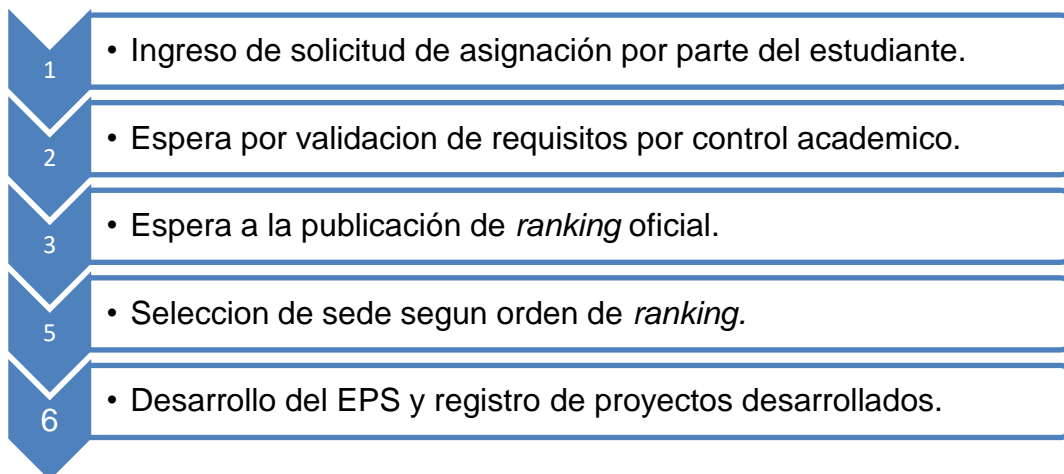 1
• Ingreso de solicitud de asignación por parte del estudiante.
2
• Espera por validacion de requisitos por control academico.
3
• Espera a la publicación de ranking oficial.
5
• Seleccion de sede segun orden de ranking.
6
• Desarrollo del EPS y registro de proyectos desarrollados.